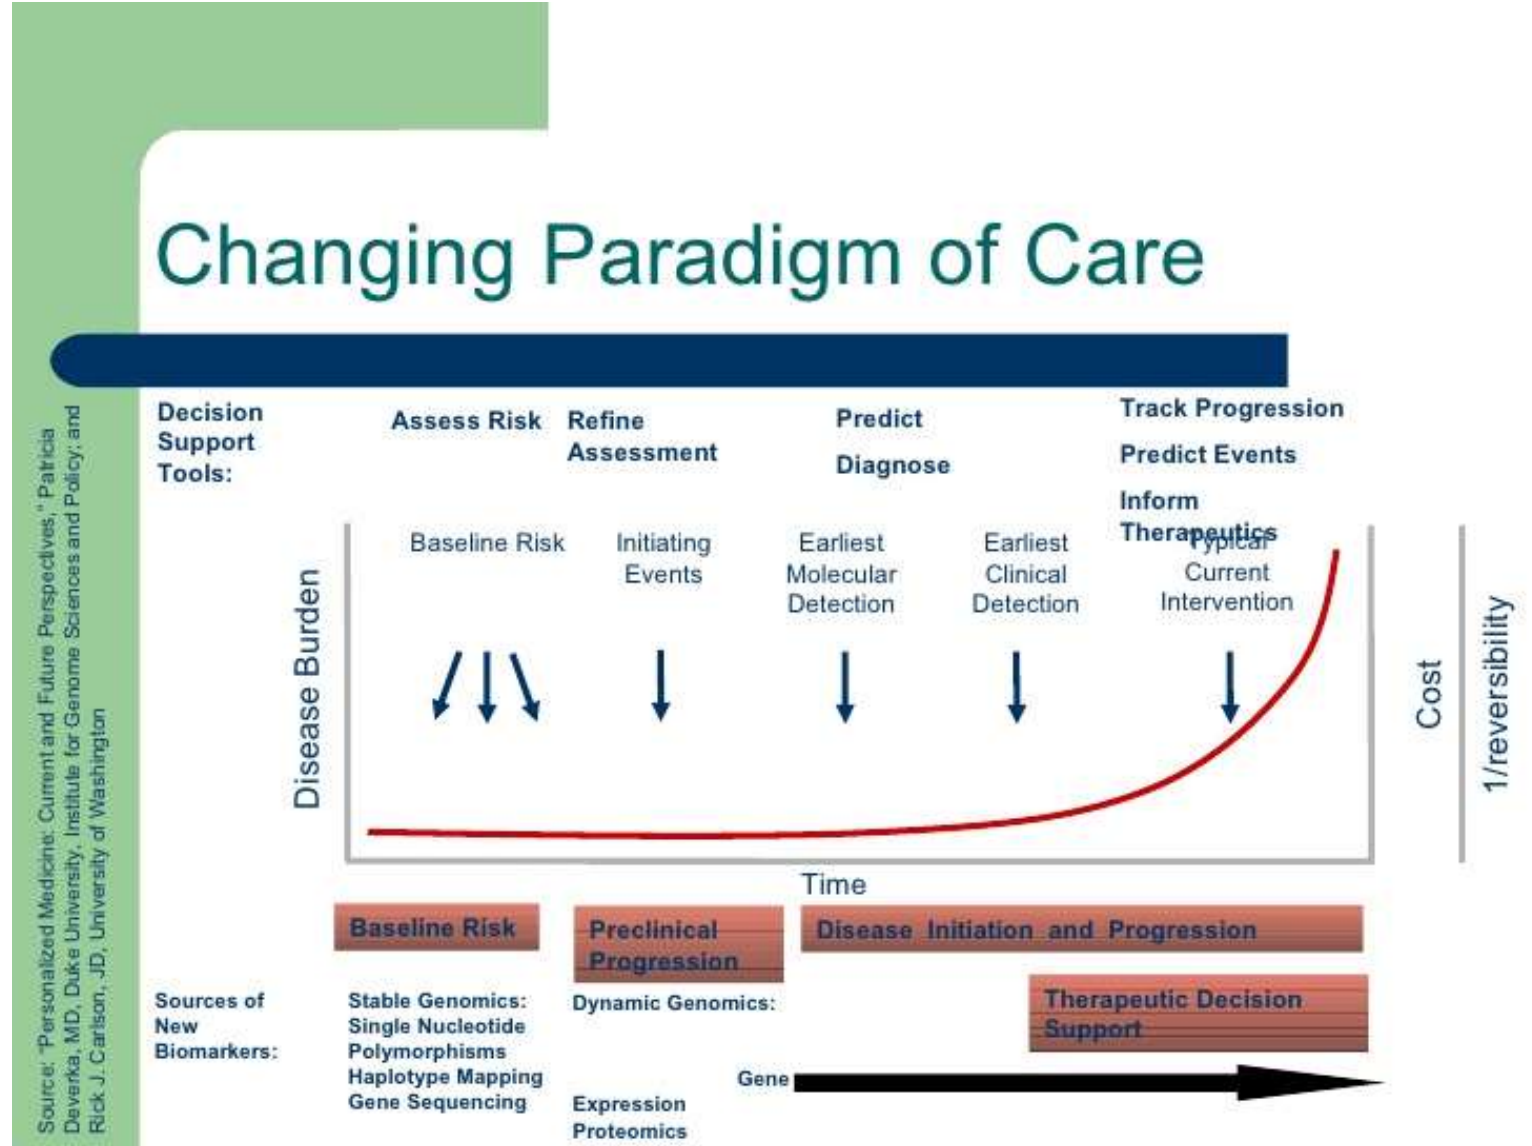 Changing Paradigm of Care
Decision
Support
Tools:
Assess Risk
Refine
Assessment
Predict
Diagnose
Track Progression
Predict Events
Inform
Therapeutics
Baseline Risk
Initiating
Events
Earliest
Molecular
Detection
Earliest
Clinical
Detection
Typical
Current
Intervention
Disease Burden
Cost
1/reversibility
Time
Baseline Risk
Preclinical
Progression
Disease Initiation and Progression
Therapeutic Decision
Support
Sources of
New
Biomarkers:
Stable Genomics:
Single Nucleotide
Polymorphisms
Haplotype Mapping
Gene Sequencing
Dynamic Genomics:
Gene
Expression
Proteomics
Source: "Personalized Medicine: Current and Future Perspectives," Patricia
Deverka, MD, Duke University, Institute for Genome Sciences and Policy; and
Rick J. Carlson, JD, University of Washington